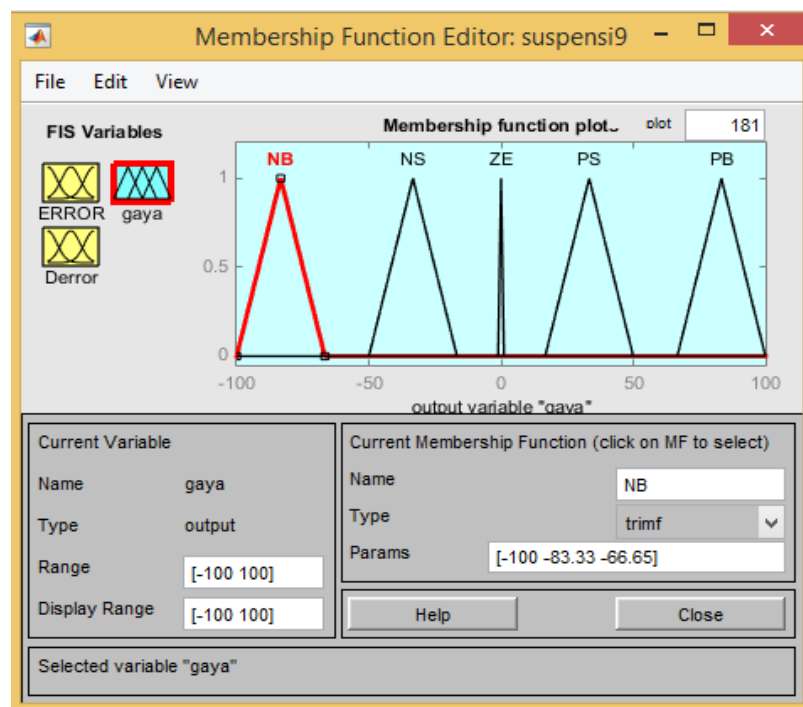 Membership Function Editor: suspensi9
File Edit View
FIS Variables
Membership function plots
plot
181
ERROR
gaya
Derror
NB NS ZE PS PB
1
0.5
0
-100 -50 0 50 100
output variable "gaya"
Current Variable
Name gaya
Type output
Range [-100 100]
Display Range [-100 100]
Current Membership Function (click on MF to select)
Name NB
Type trimf
Params [-100 -83.33 -66.65]
Help Close
Selected variable "gaya"